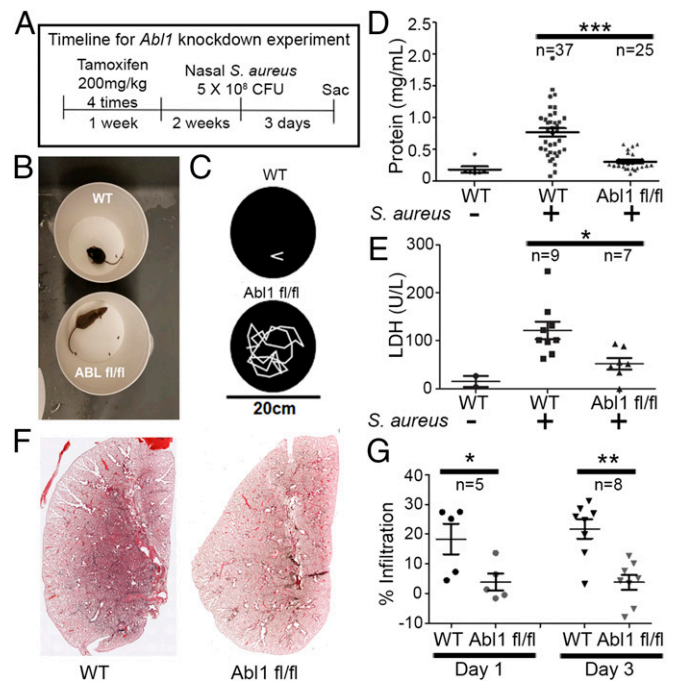 A
Timeline for Abl1 knockdown experiment
Tamoxifen
200mg/kg
4 times
Nasal S. aureus
5 X 10⁸ CFU
Sac
1 week
2 weeks
3 days
B
WT
ABL fl/fl
C
WT
Abl1 fl/fl
20cm
D
***
n=37
n=25
Protein (mg/mL)
2.5
2.0
1.5
1.0
0.5
0
WT
WT
Abl1 fl/fl
S. aureus
-
+
+
E
*
n=9
n=7
LDH (U/L)
300
200
100
0
WT
WT
Abl1 fl/fl
S. aureus
-
+
+
F
WT
Abl1 fl/fl
G
*
**
n=5
n=8
% Infiltration
40
30
20
10
0
-10
WT Abl1 fl/fl
WT Abl1 fl/fl
Day 1
Day 3